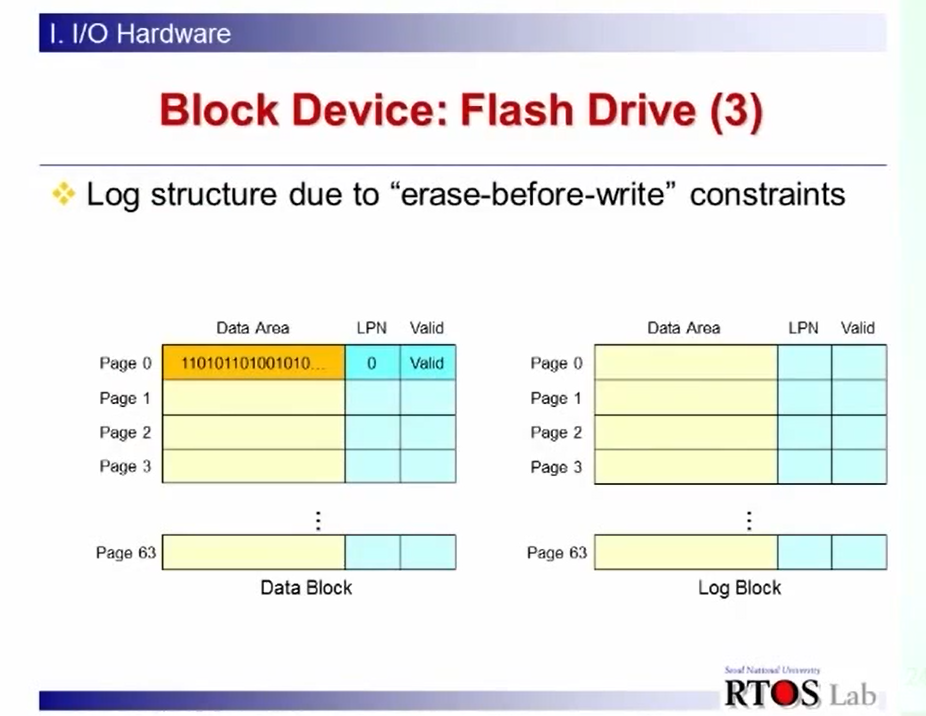 I. I/O Hardware
Block Device: Flash Drive (3)
Log structure due to “erase-before-write” constraints
Data Area LPN Valid
Page 0 110101101001010... 0 Valid
Page 1
Page 2
Page 3
⋮
Page 63
Data Block
Data Area LPN Valid
Page 0
Page 1
Page 2
Page 3
⋮
Page 63
Log Block
Seoul National University
RTOS Lab